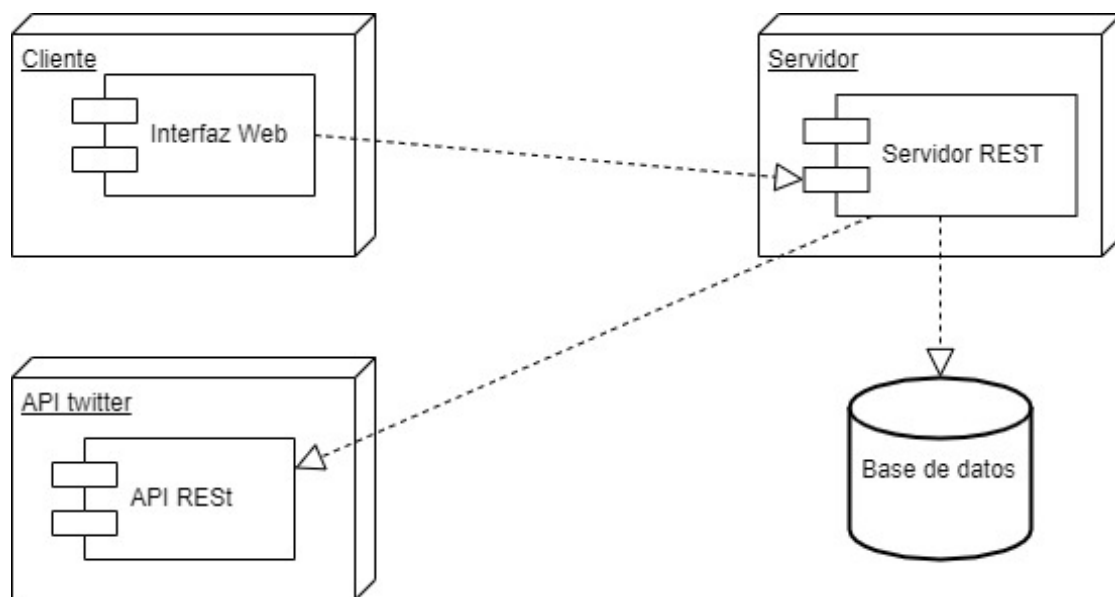 Cliente
Interfaz Web
Servidor
Servidor REST
API twitter
API RESt
Base de datos